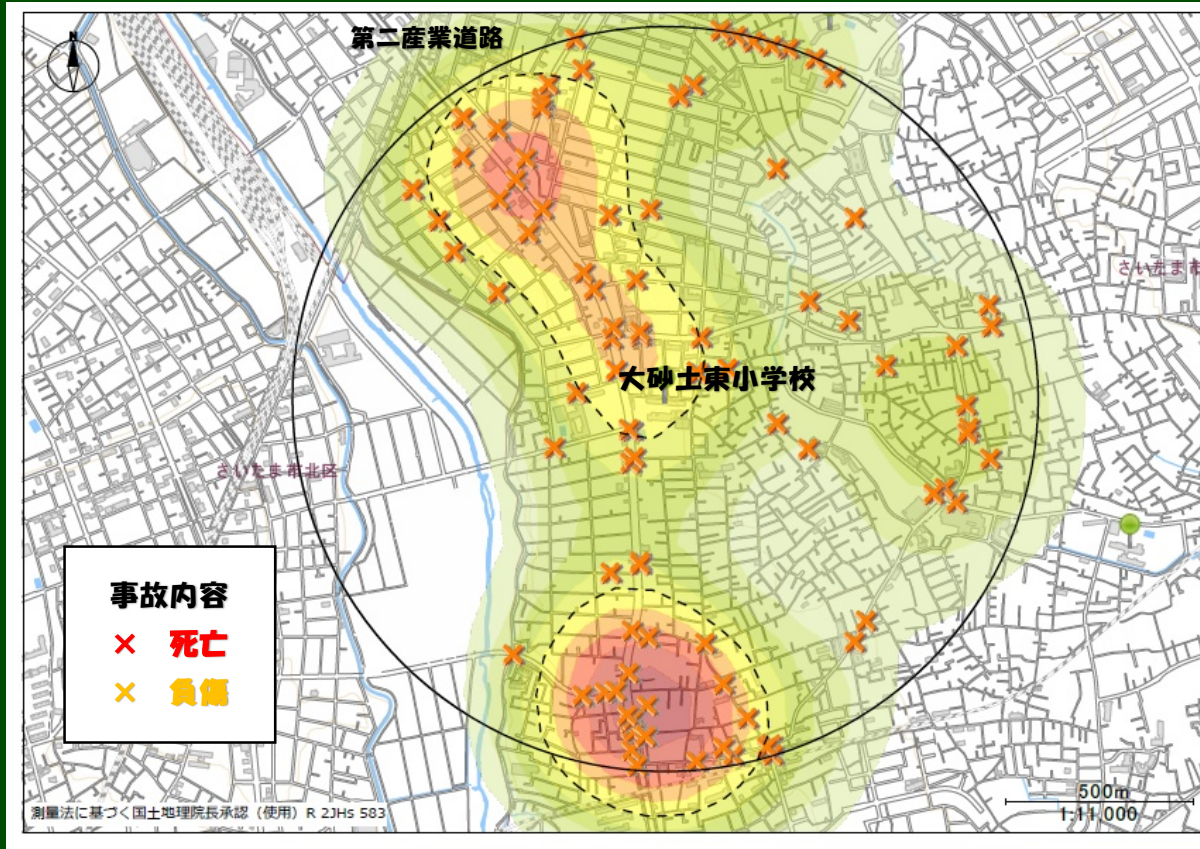 N
第二産業道路
さいたま市
大砂土東小学校
さいたま市北区
事故内容
× 死亡
× 負傷
測量法に基づく国土地理院長承認（使用）R 2JHs 583
500m
1:11,000